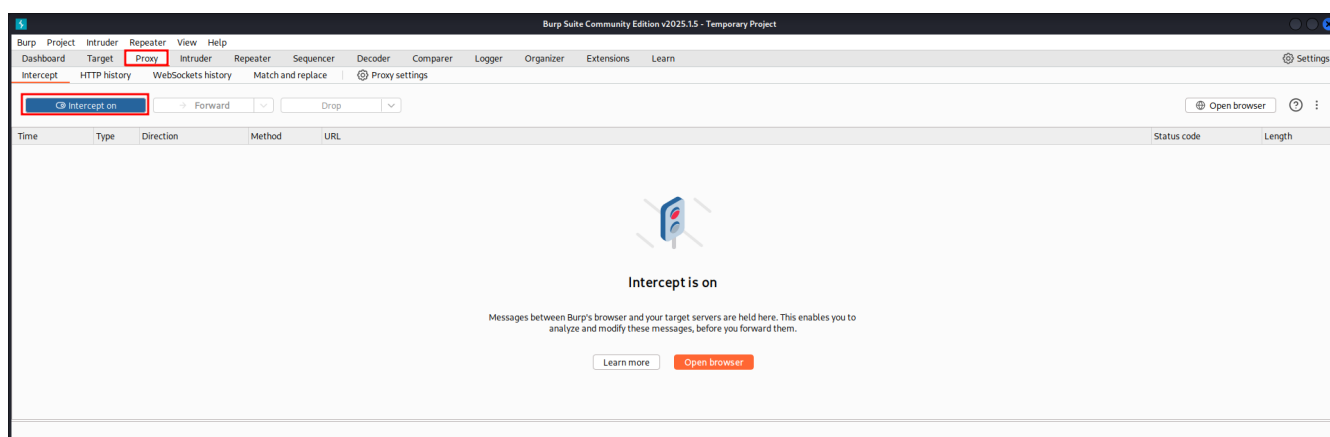 Burp Suite Community Edition v2025.1.5 - Temporary Project
Burp Project Intruder Repeater View Help
Dashboard Target Proxy Intruder Repeater Sequencer Decoder Comparer Logger Organizer Extensions Learn Settings
Intercept HTTP history WebSockets history Match and replace Proxy settings
Intercept on Forward Drop Open browser
Time Type Direction Method URL Status code Length
Intercept is on
Messages between Burp's browser and your target servers are held here. This enables you to
analyze and modify these messages, before you forward them.
Learn more Open browser